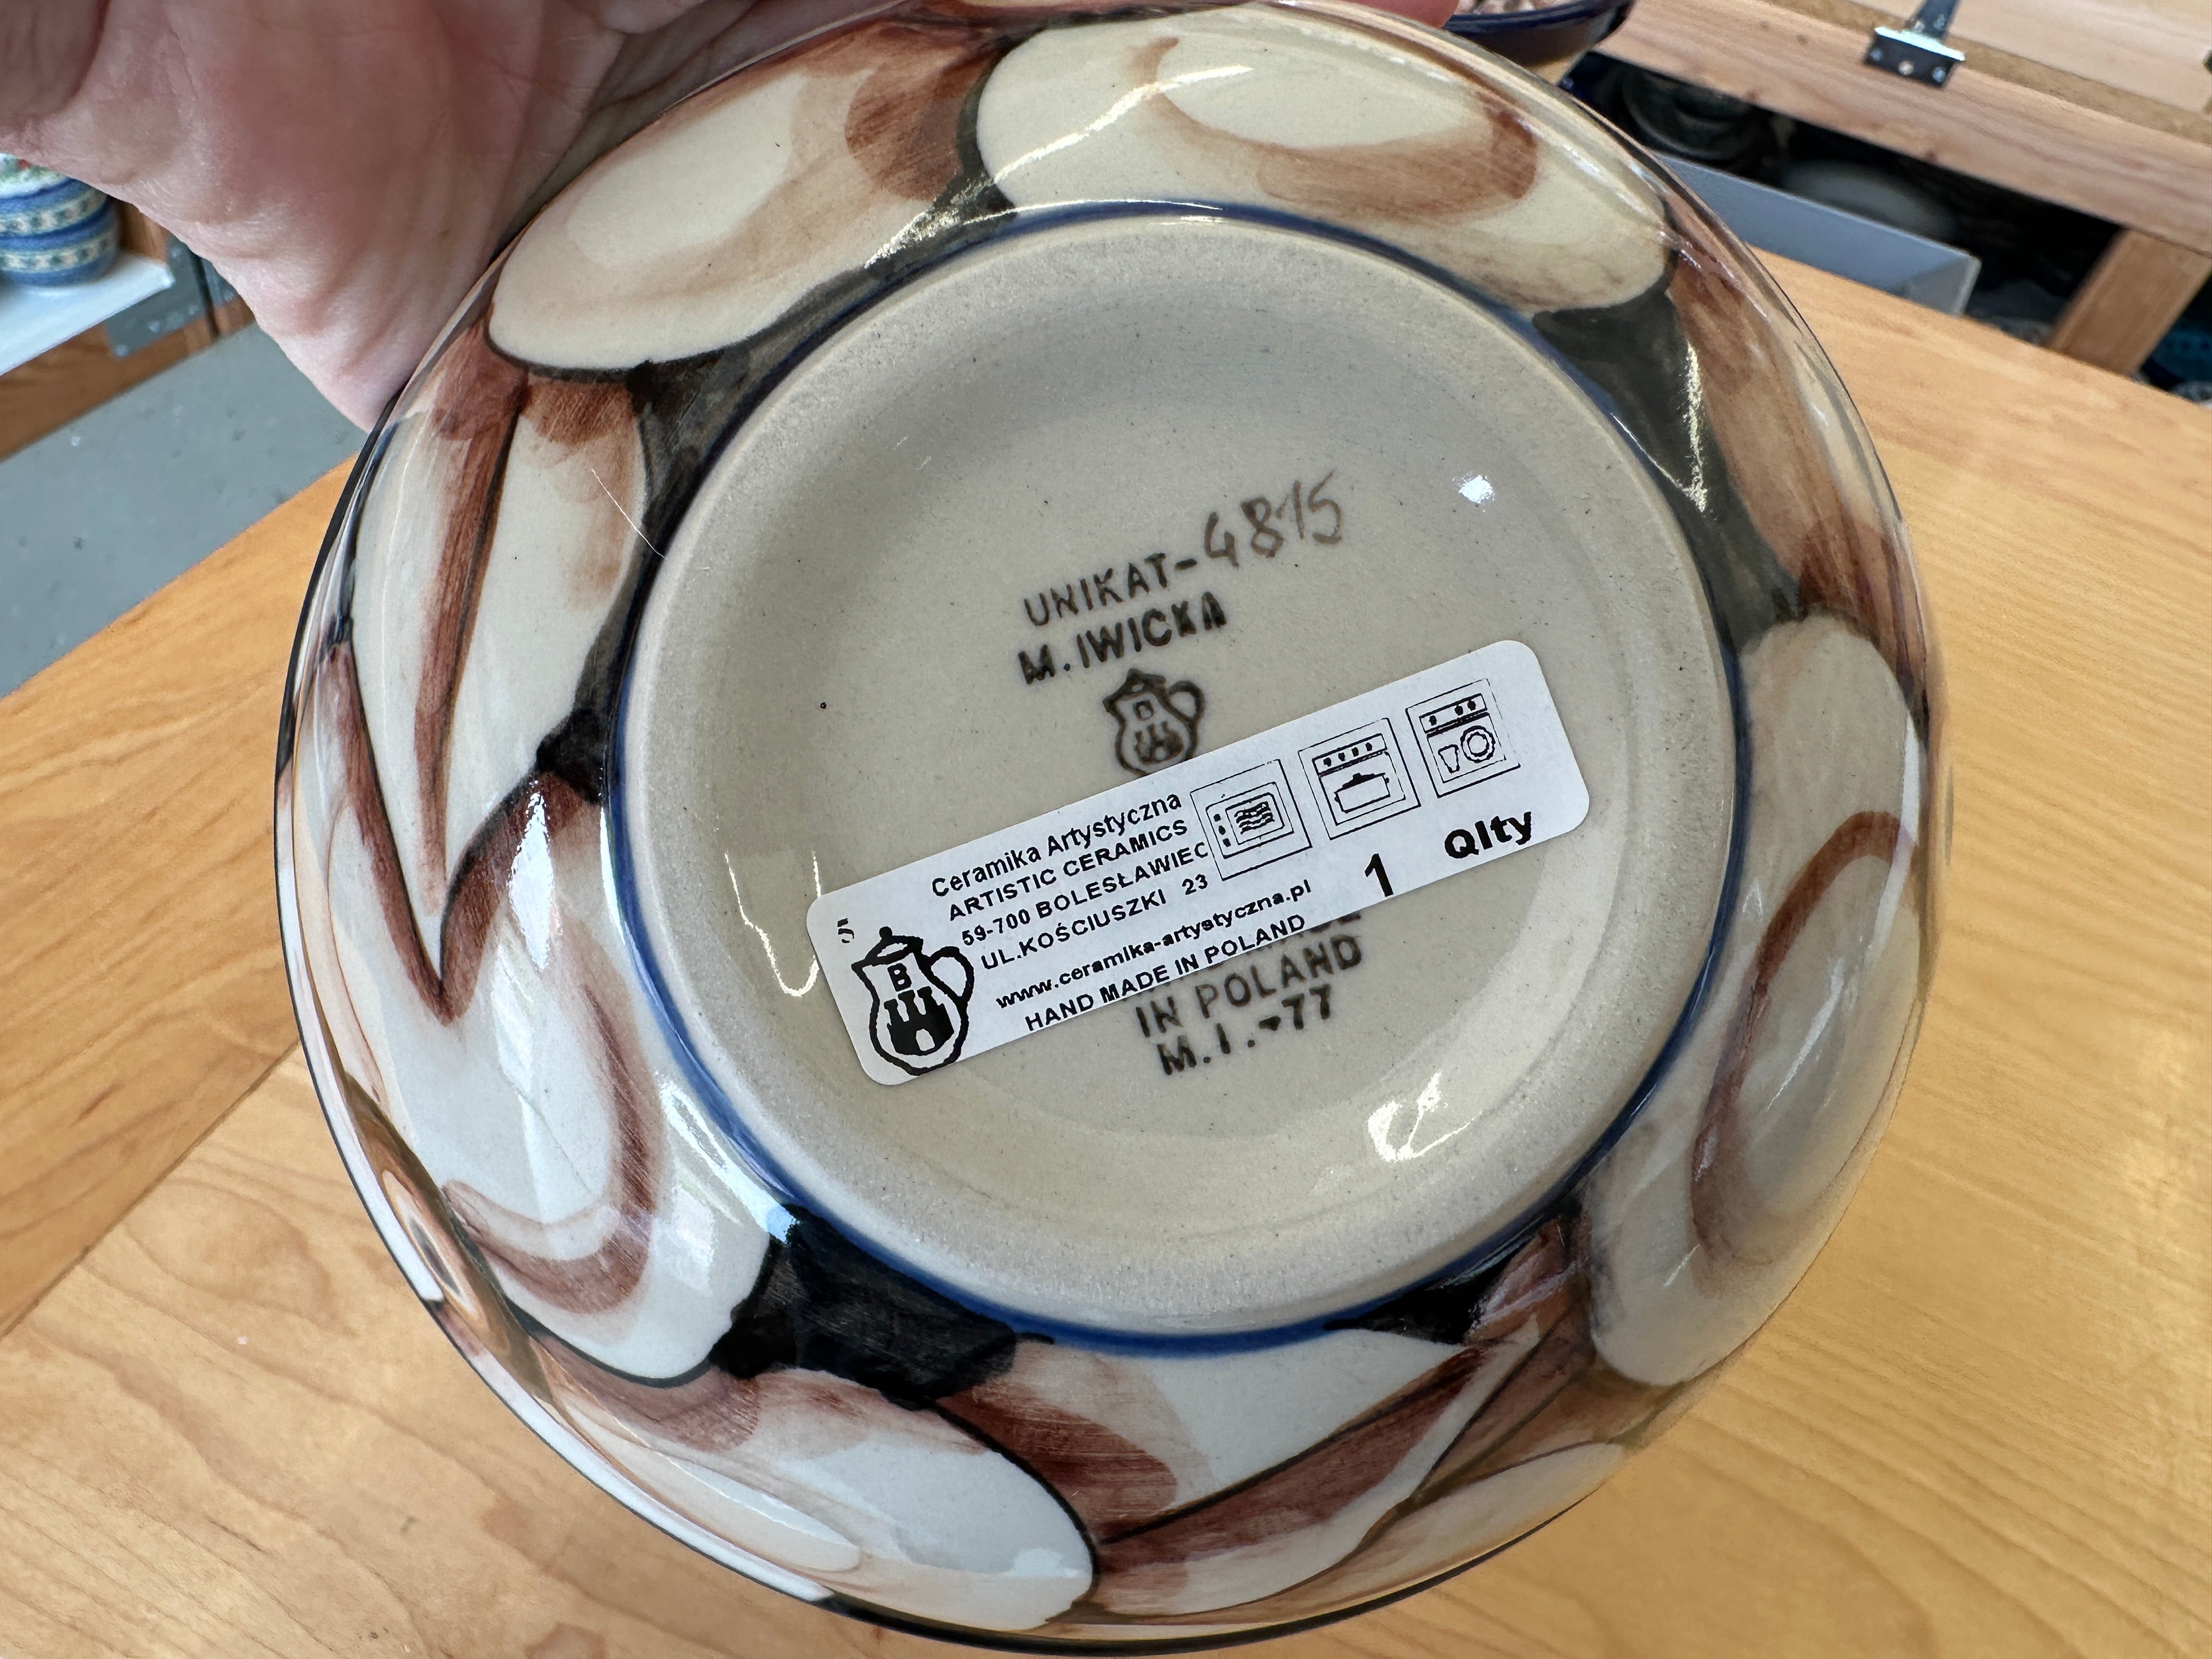 UNIKAT-4815
M. IWICKA
5
B
Ceramika Artystyczna
ARTISTIC CERAMICS
59-700 BOLESŁAWIEC
UL.KOŚCIUSZKI 23
www.ceramika-artystyczna.pl
HAND MADE IN POLAND
1 Qlty
IN POLAND
M.I.-77